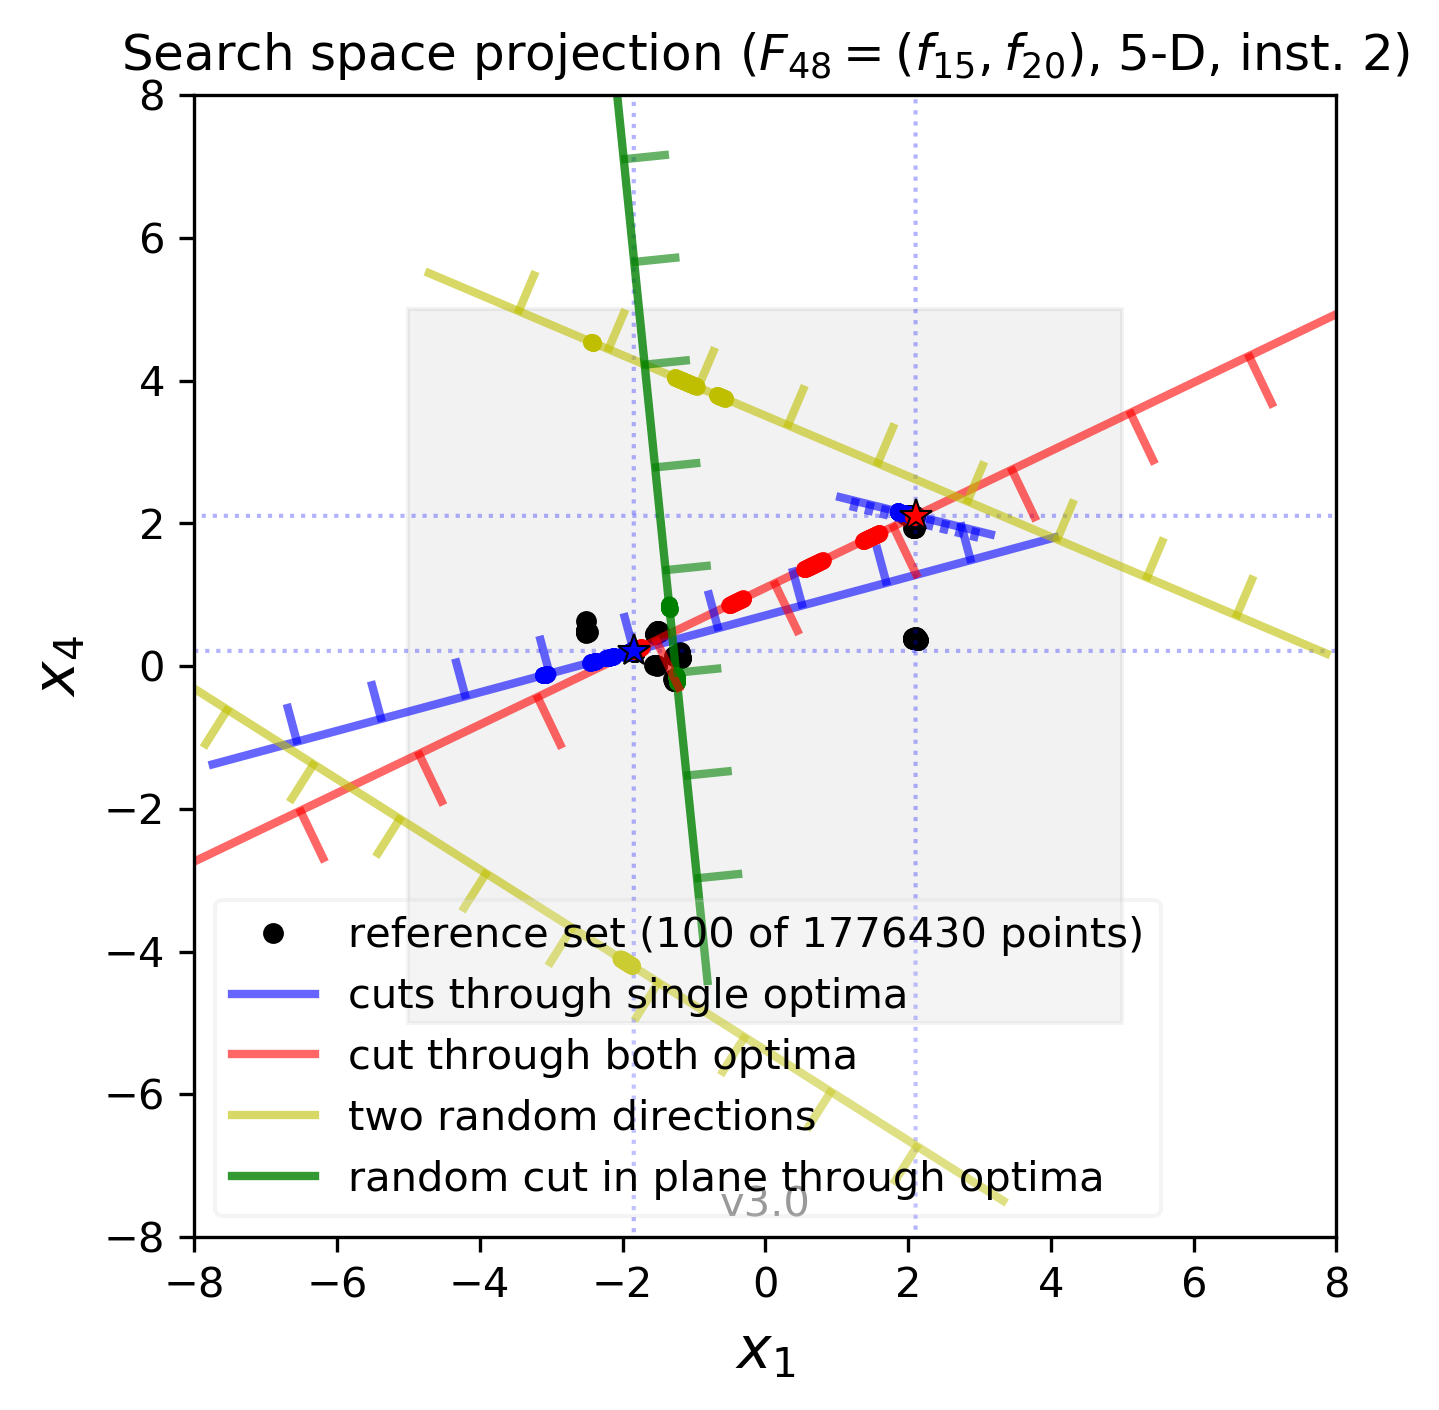 Search space projection (F48 = (f15, f20), 5-D, inst. 2)
8
6
4
2
0
−2
−4
−6
−8
x4
reference set (100 of 1776430 points)
cuts through single optima
cut through both optima
two random directions
random cut in plane through optima
v3.0
−8 −6 −4 −2 0 2 4 6 8
x1